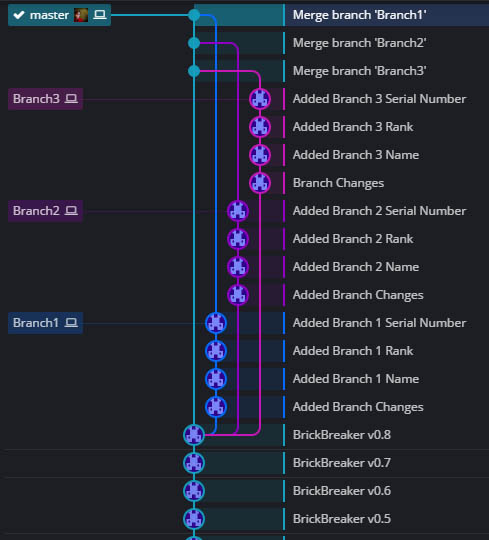 master Merge branch 'Branch1'
Merge branch 'Branch2'
Merge branch 'Branch3'
Branch3 Added Branch 3 Serial Number
Added Branch 3 Rank
Added Branch 3 Name
Branch Changes
Branch2 Added Branch 2 Serial Number
Added Branch 2 Rank
Added Branch 2 Name
Added Branch Changes
Branch1 Added Branch 1 Serial Number
Added Branch 1 Rank
Added Branch 1 Name
Added Branch Changes
BrickBreaker v0.8
BrickBreaker v0.7
BrickBreaker v0.6
BrickBreaker v0.5